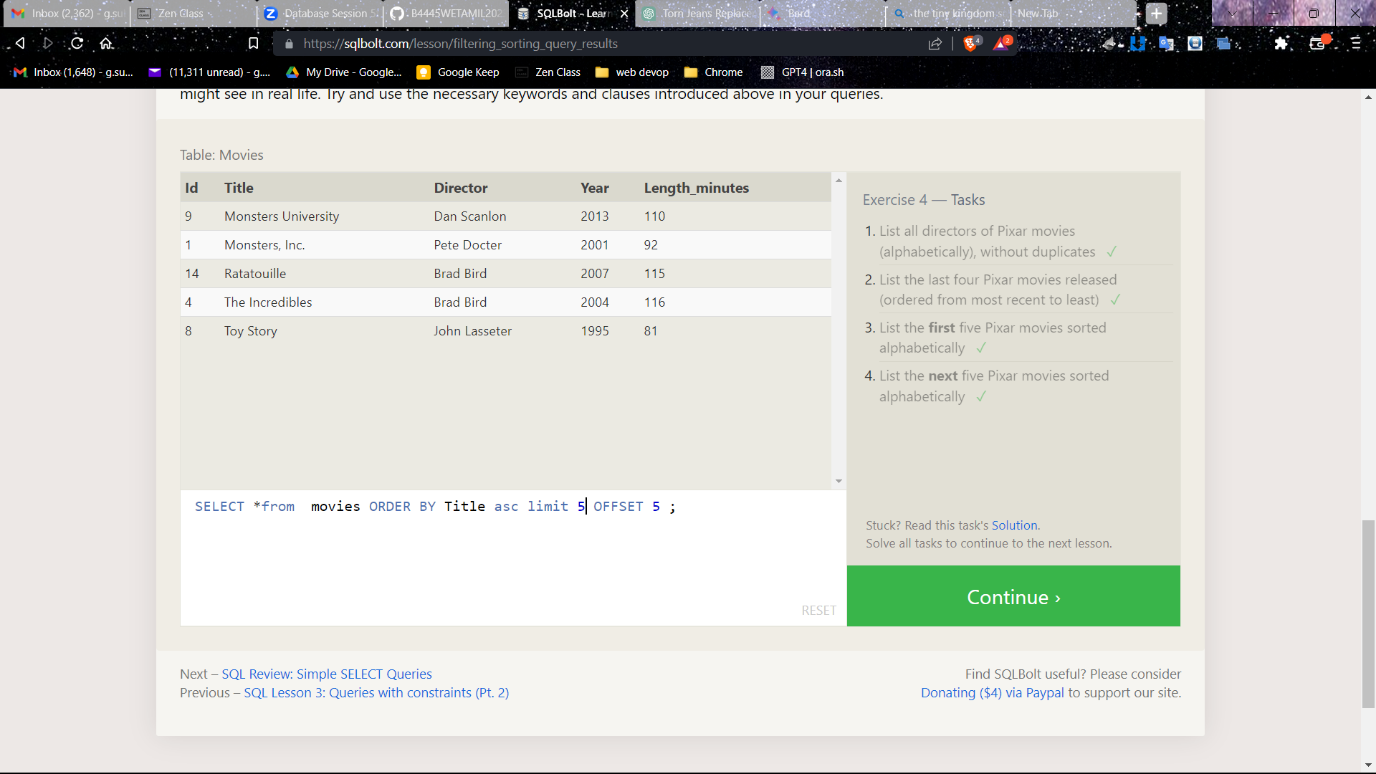 Inbox (2,362) - g.su
Zen Class
Database Session 5
B4445WETAMIL202
SQLBolt - Lear
Torn Jeans Replace
Bard
the tiny kingdom
New Tab
https://sqlbolt.com/lesson/filtering_sorting_query_results
4
2
Inbox (1,648) - g.su...
(11,311 unread) - g....
My Drive - Google...
Google Keep
Zen Class
web devop
Chrome
GPT4 | ora.sh
might see in real life. Try and use the necessary keywords and clauses introduced above in your queries.
Table: Movies
Id Title Director Year Length_minutes
9 Monsters University Dan Scanlon 2013 110
1 Monsters, Inc. Pete Docter 2001 92
14 Ratatouille Brad Bird 2007 115
4 The Incredibles Brad Bird 2004 116
8 Toy Story John Lasseter 1995 81
Exercise 4 — Tasks
1. List all directors of Pixar movies
(alphabetically), without duplicates ✓
2. List the last four Pixar movies released
(ordered from most recent to least) ✓
3. List the first five Pixar movies sorted
alphabetically ✓
4. List the next five Pixar movies sorted
alphabetically ✓
SELECT *from  movies ORDER BY Title asc limit 5 OFFSET 5 ;
RESET
Stuck? Read this task's Solution.
Solve all tasks to continue to the next lesson.
Continue ›
Next – SQL Review: Simple SELECT Queries
Previous – SQL Lesson 3: Queries with constraints (Pt. 2)
Find SQLBolt useful? Please consider
Donating ($4) via Paypal to support our site.